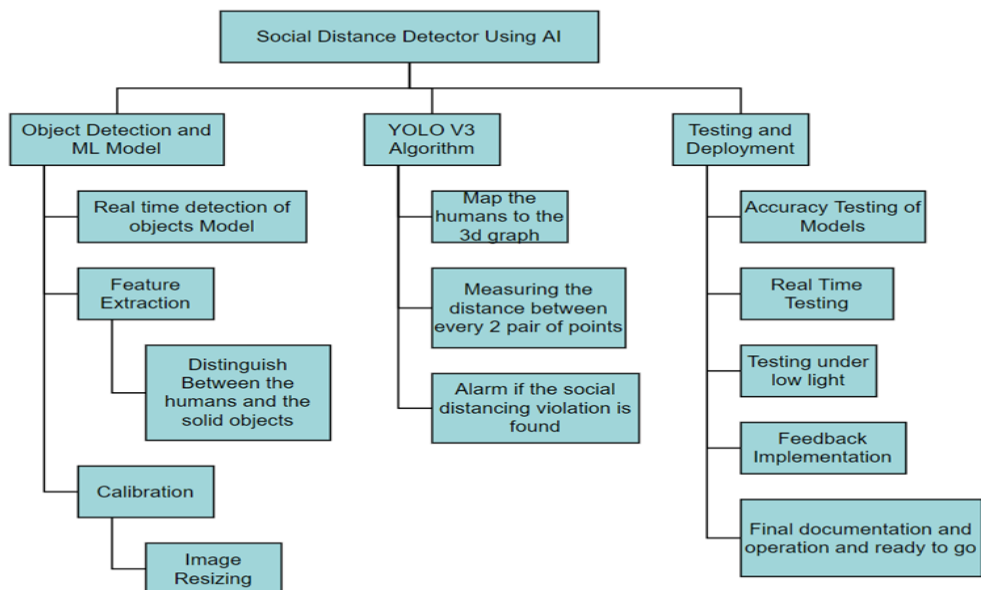 Social Distance Detector Using AI
Object Detection and
ML Model
Real time detection of
objects Model
Feature
Extraction
Distinguish
Between the
humans and the
solid objects
Calibration
Image
Resizing
YOLO V3
Algorithm
Map the
humans to the
3d graph
Measuring the
distance between
every 2 pair of points
Alarm if the social
distancing violation is
found
Testing and
Deployment
Accuracy Testing of
Models
Real Time
Testing
Testing under
low light
Feedback
Implementation
Final documentation and
operation and ready to go